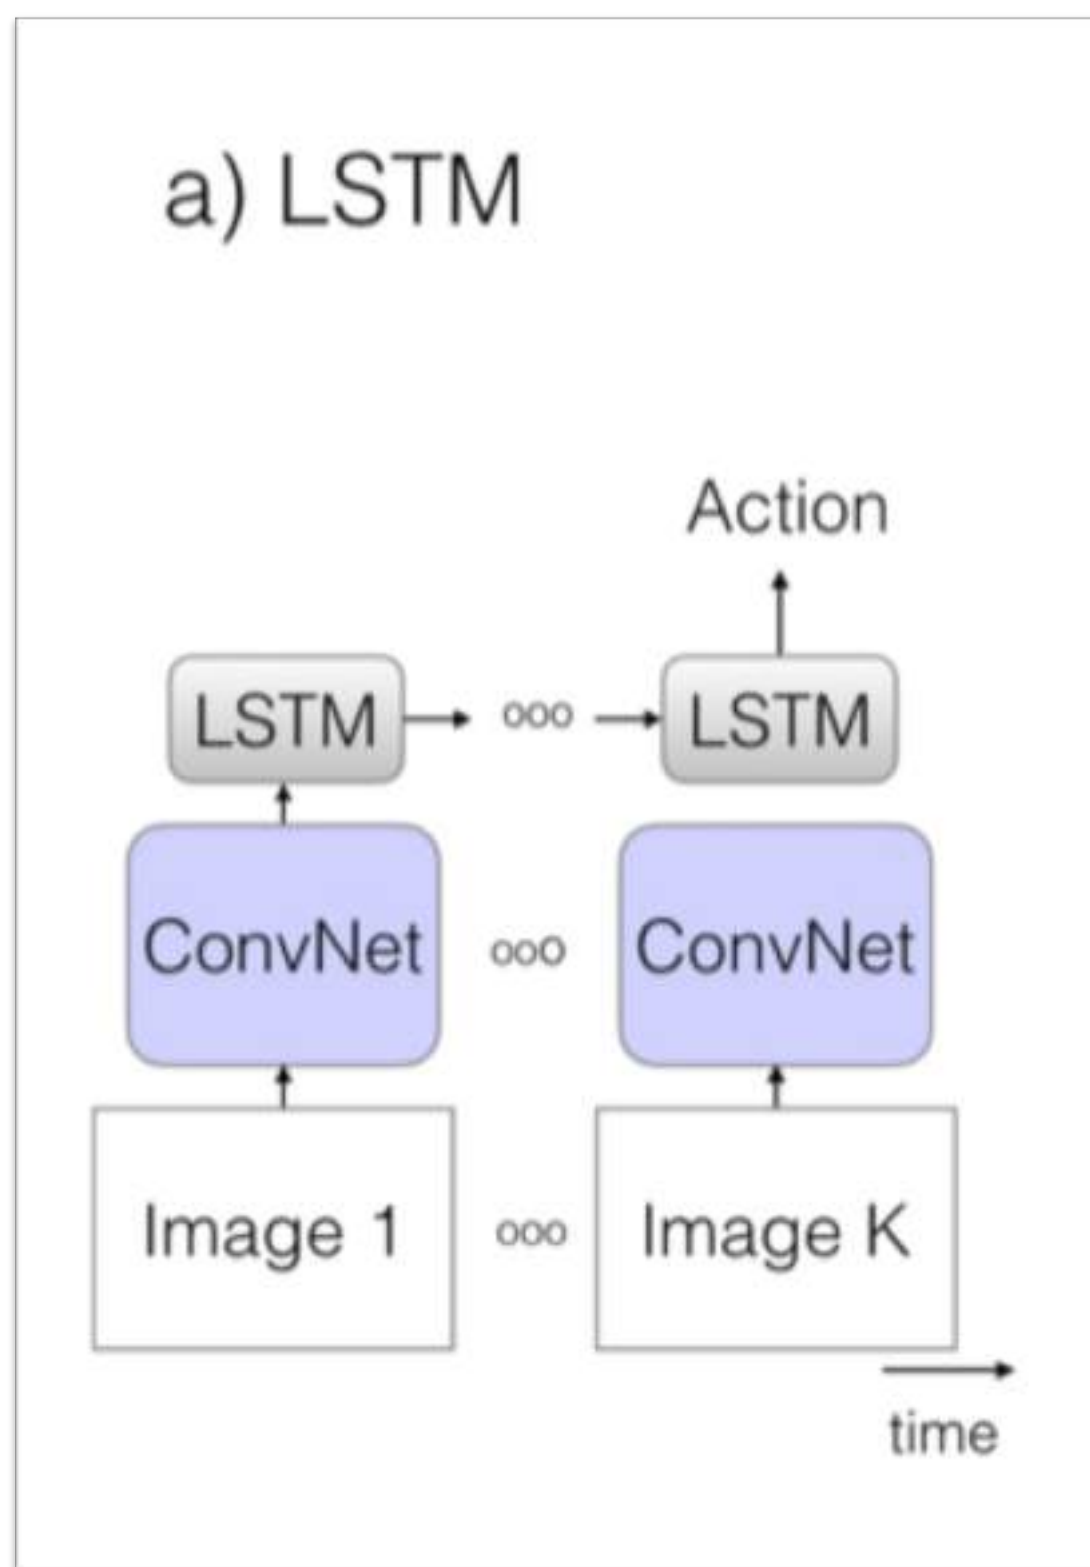 a) LSTM
Action
LSTM ooo LSTM
ConvNet ooo ConvNet
Image 1 ooo Image K
time